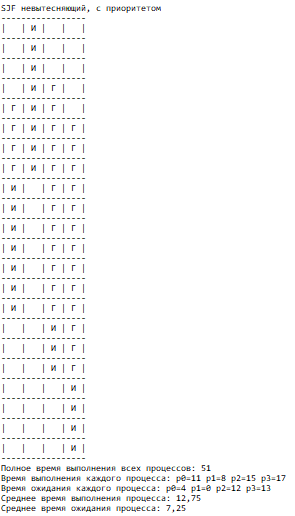 SJF невытесняющий, с приоритетом
-----------------
|   | И |   |   |
-----------------
|   | И |   |   |
-----------------
|   | И |   |   |
-----------------
|   | И | Г |   |
-----------------
| Г | И | Г |   |
-----------------
| Г | И | Г | Г |
-----------------
| Г | И | Г | Г |
-----------------
| Г | И | Г | Г |
-----------------
| И |   | Г | Г |
-----------------
| И |   | Г | Г |
-----------------
| И |   | Г | Г |
-----------------
| И |   | Г | Г |
-----------------
| И |   | Г | Г |
-----------------
| И |   | Г | Г |
-----------------
| И |   | Г | Г |
-----------------
|   |   | И | Г |
-----------------
|   |   | И | Г |
-----------------
|   |   | И | Г |
-----------------
|   |   |   | И |
-----------------
|   |   |   | И |
-----------------
|   |   |   | И |
-----------------
|   |   |   | И |
-----------------
Полное время выполнения всех процессов: 51
Время выполнения каждого процесса: p0=11 p1=8 p2=15 p3=17
Время ожидания каждого процесса: p0=4 p1=0 p2=12 p3=13
Среднее время выполнения процесса: 12,75
Среднее время ожидания процесса: 7,25